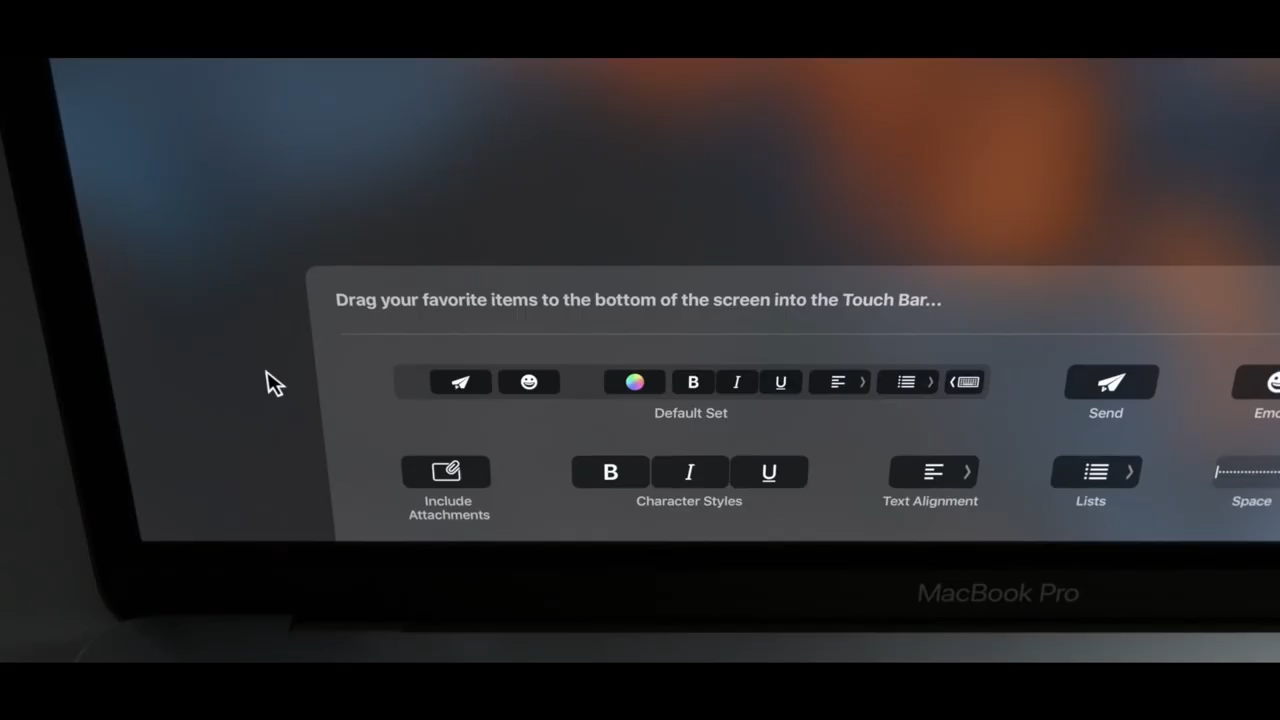 Drag your favorite items to the bottom of the screen into the Touch Bar...
B I U
Default Set
Send
Include
Attachments
B I U
Character Styles
Text Alignment
Lists
Space
MacBook Pro